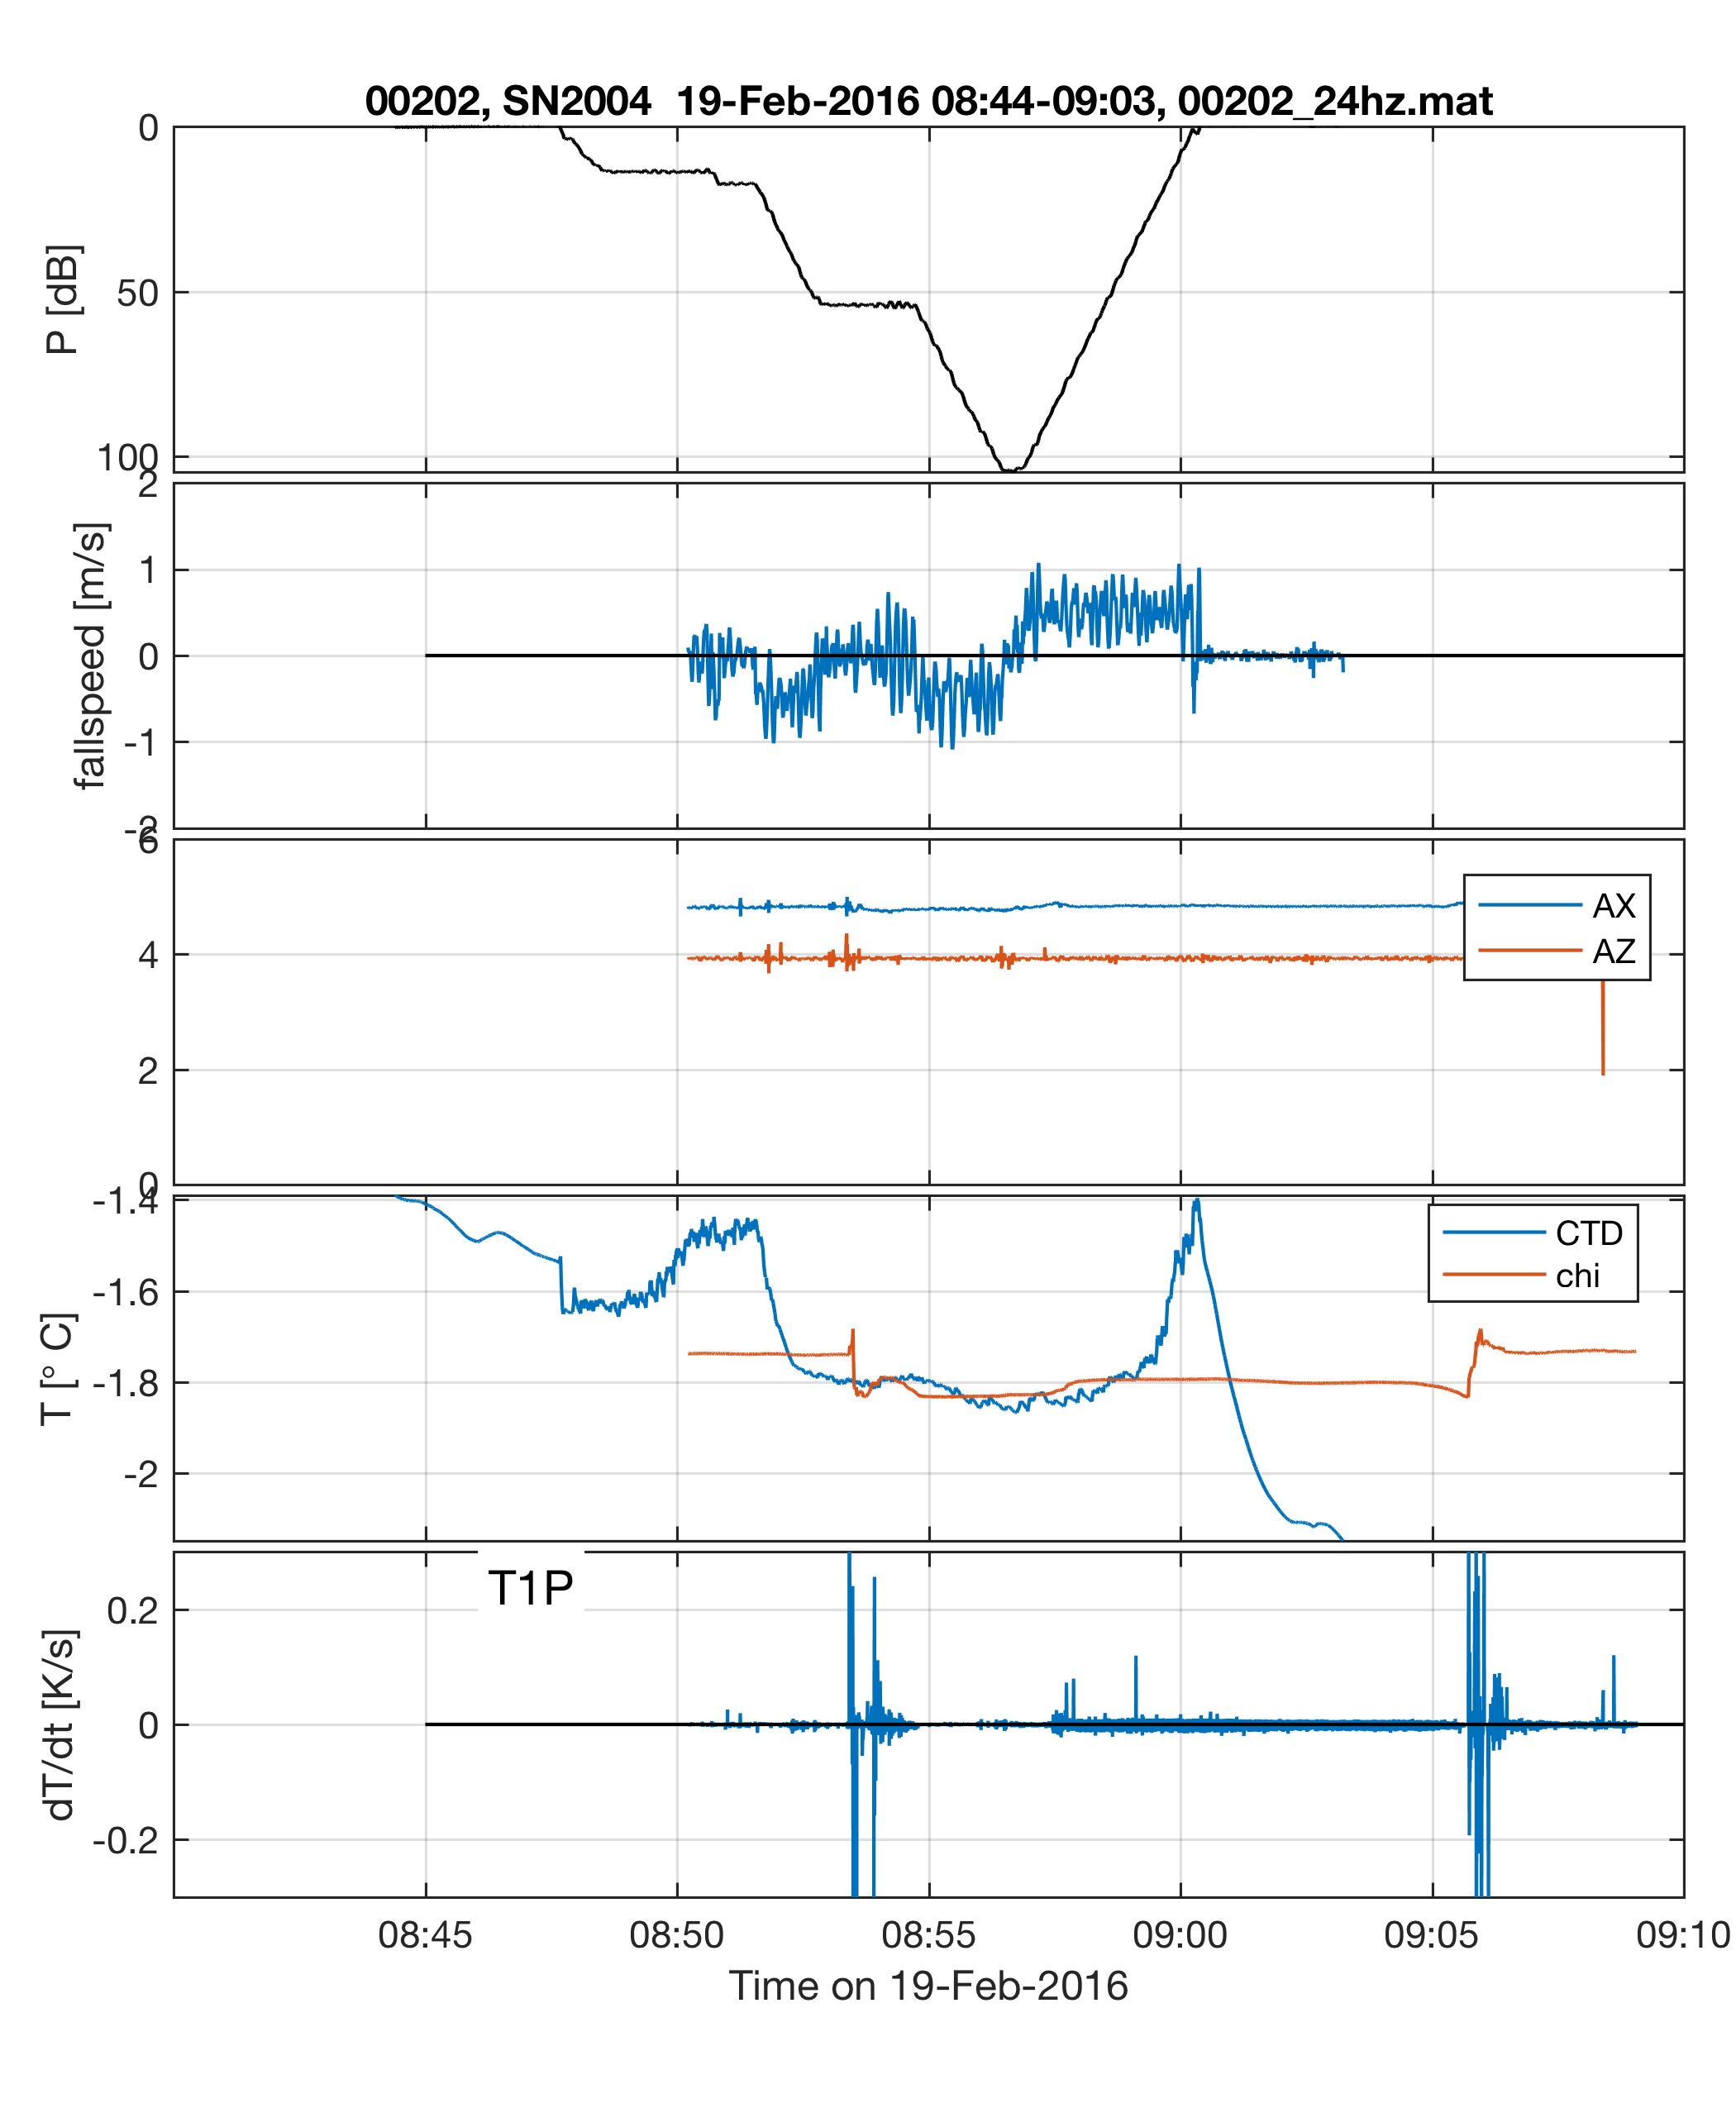 00202, SN2004  19-Feb-2016 08:44-09:03, 00202_24hz.mat
0
50
100
P [dB]
2
1
0
-1
-2
fallspeed [m/s]
6
4
2
0
AX
AZ
-1.4
-1.6
-1.8
-2
T [° C]
CTD
chi
T1P
0.2
0
-0.2
dT/dt [K/s]
08:45
08:50
08:55
09:00
09:05
09:10
Time on 19-Feb-2016